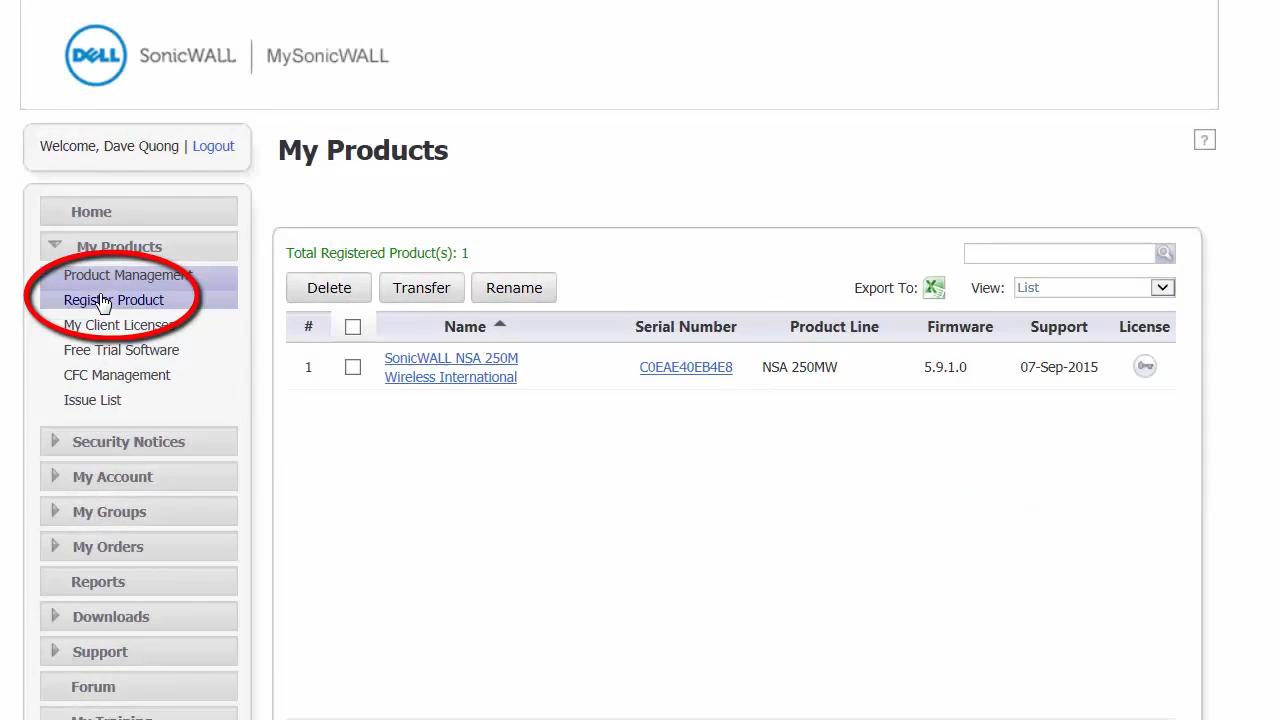 DELL SonicWALL | MySonicWALL
Welcome, Dave Quong | Logout
My Products
?
Home
My Products
Product Management
Register Product
My Client Licenses
Free Trial Software
CFC Management
Issue List
Security Notices
My Account
My Groups
My Orders
Reports
Downloads
Support
Forum
My Training
Total Registered Product(s): 1
Delete Transfer Rename Export To: View: List
# Name Serial Number Product Line Firmware Support License
1 SonicWALL NSA 250M Wireless International C0EAE40EB4E8 NSA 250MW 5.9.1.0 07-Sep-2015